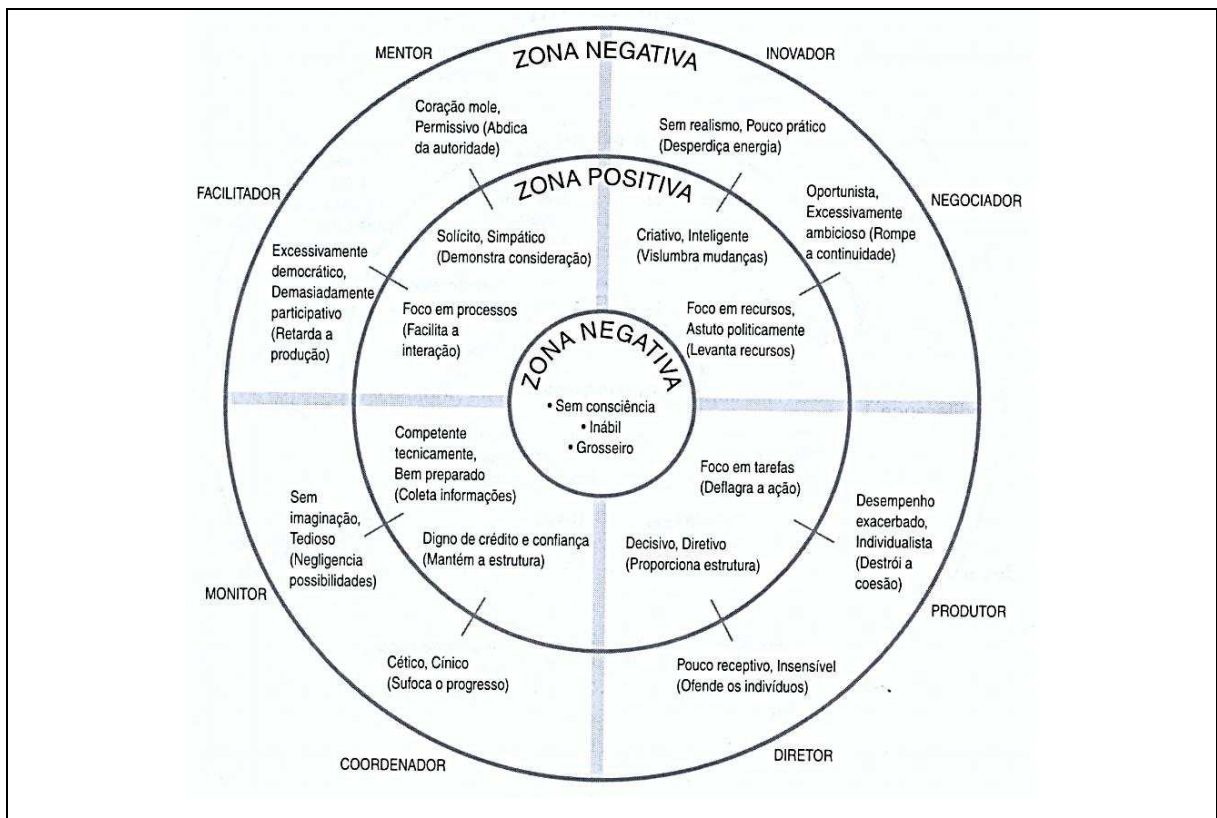 MENTOR
ZONA NEGATIVA
INOVADOR
Coração mole,
Permissivo (Abdica
da autoridade)
Sem realismo, Pouco prático
(Desperdiça energia)
FACILITADOR
ZONA POSITIVA
NEGOCIADOR
Oportunista,
Excessivamente
ambicioso (Rompe
a continuidade)
Solícito, Simpático
(Demonstra consideração)
Criativo, Inteligente
(Vislumbra mudanças)
Excessivamente
democrático,
Demasiadamente
participativo
(Retarda a
produção)
Foco em processos
(Facilita a
interação)
Foco em recursos,
Astuto politicamente
(Levanta recursos)
ZONA NEGATIVA
• Sem consciência
• Inábil
• Grosseiro
Competente
tecnicamente,
Bem preparado
(Coleta informações)
Foco em tarefas
(Deflagra a ação)
Sem
imaginação,
Tedioso
(Negligencia
possibilidades)
Digno de crédito e confiança
(Mantém a estrutura)
Decisivo, Diretivo
(Proporciona estrutura)
Desempenho
exacerbado,
Individualista
(Destrói a
coesão)
MONITOR
PRODUTOR
Cético, Cínico
(Sufoca o progresso)
Pouco receptivo, Insensível
(Ofende os indivíduos)
COORDENADOR
DIRETOR